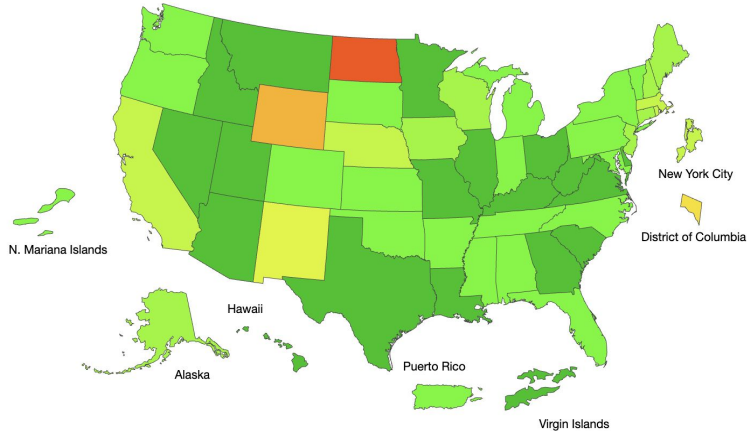 New York City
District of Columbia
N. Mariana Islands
Hawaii
Alaska
Puerto Rico
Virgin Islands